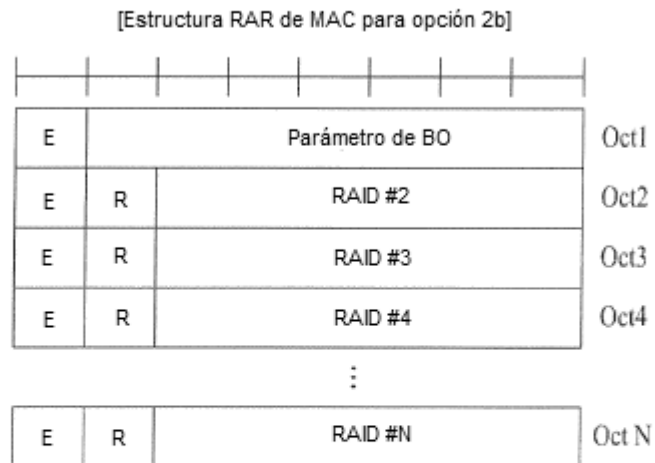 [Estructura RAR de MAC para opción 2b]
E Parámetro de BO Oct1
E R RAID #2 Oct2
E R RAID #3 Oct3
E R RAID #4 Oct4
⋮
E R RAID #N Oct N